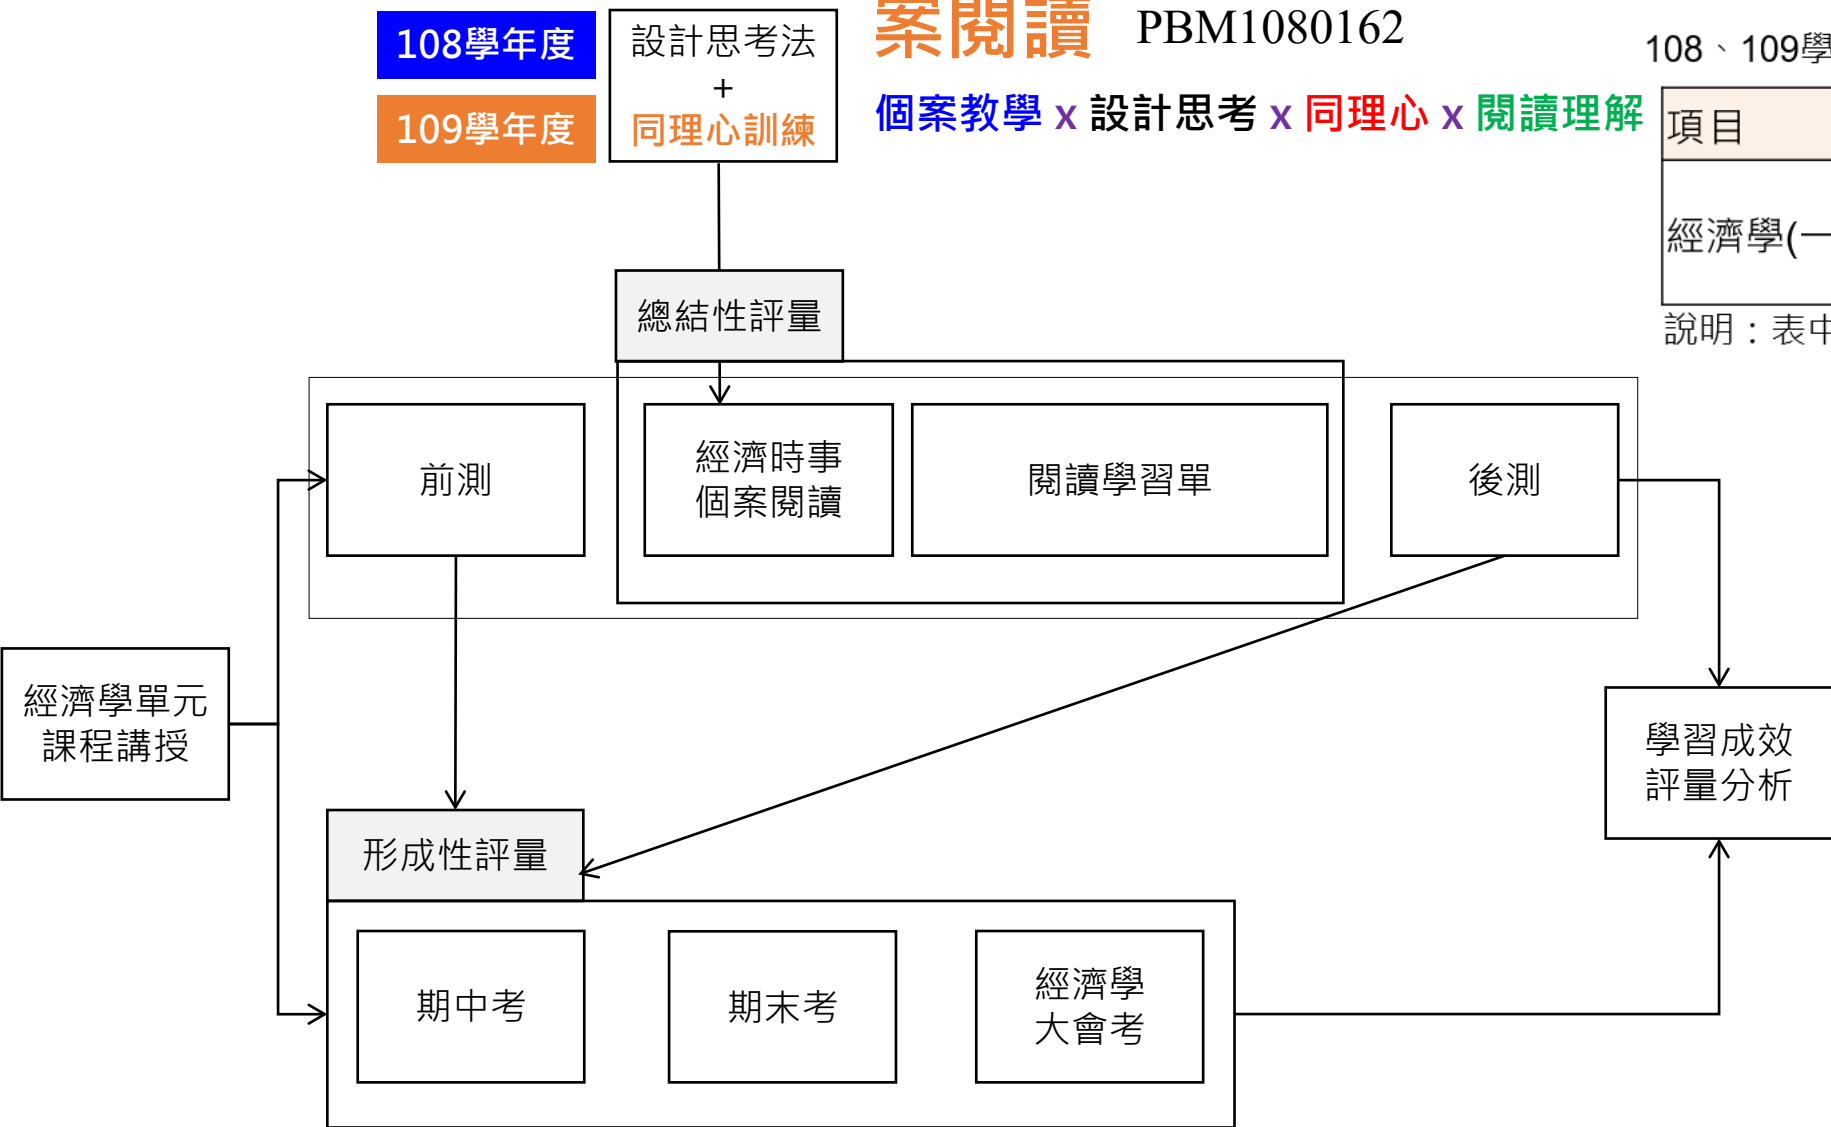 案閱讀 PBM1080162
108學年度
109學年度
設計思考法
+
同理心訓練
個案教學 x 設計思考 x 同理心 x 閱讀理解
108、109學
項目
經濟學(一
說明：表中
總結性評量
前測
經濟時事
個案閱讀
閱讀學習單
後測
經濟學單元
課程講授
學習成效
評量分析
形成性評量
期中考
期末考
經濟學
大會考